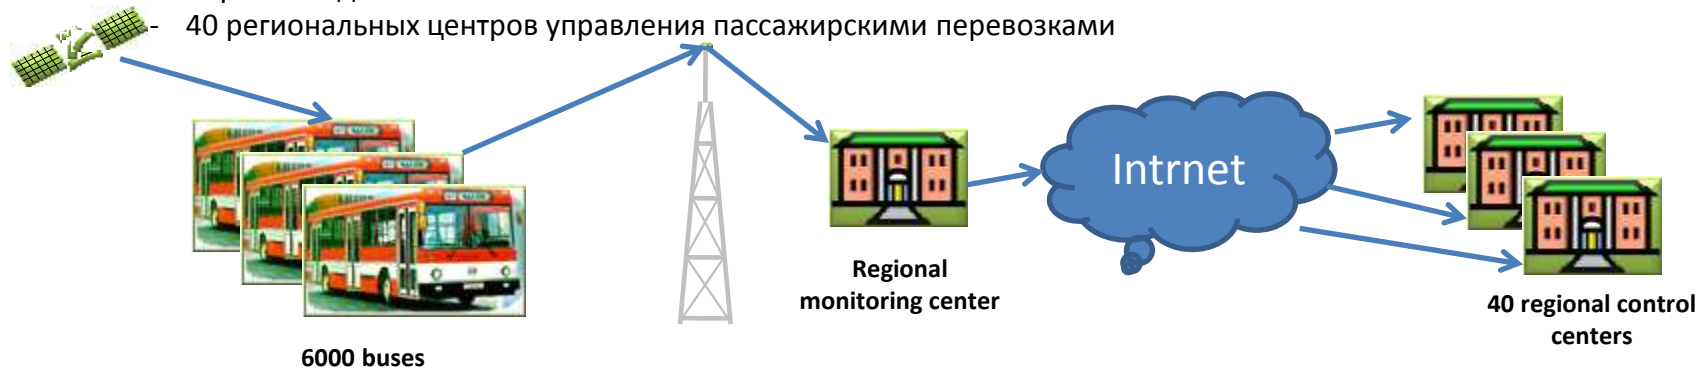 - 40 региональных центров управления пассажирскими перевозками
Intrnet
Regional
monitoring center
40 regional control
centers
6000 buses